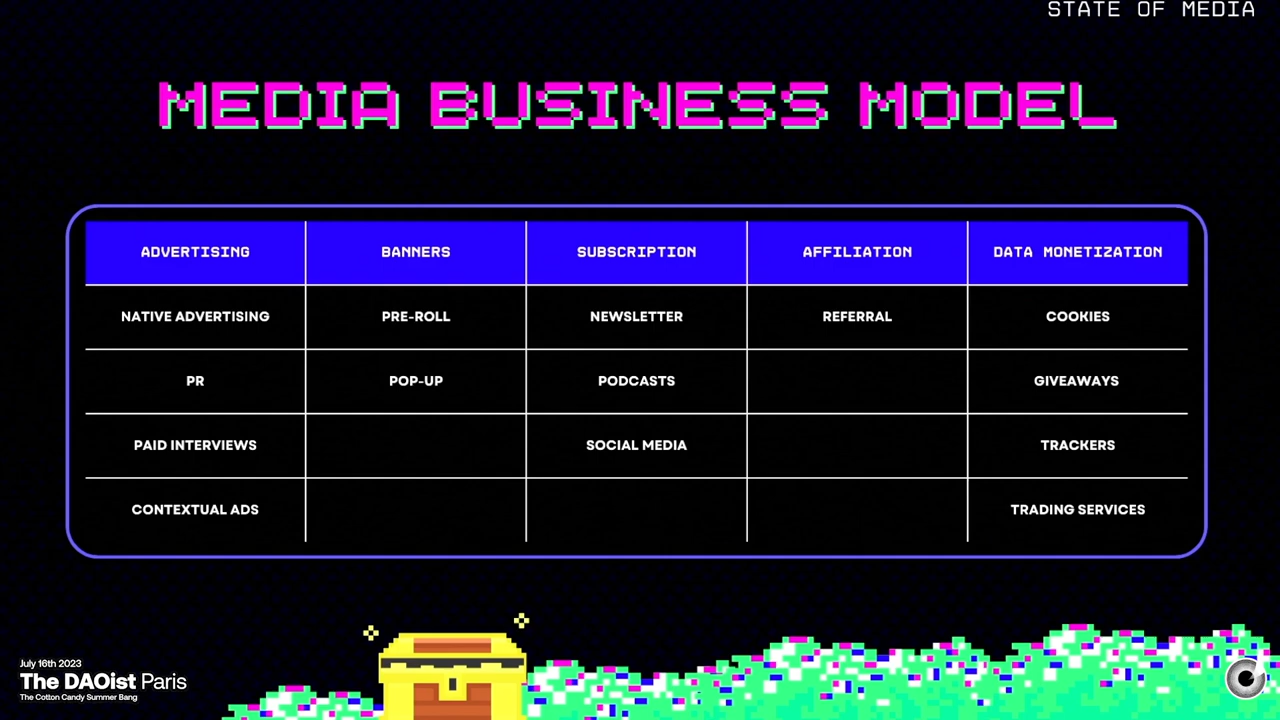 STATE OF MEDIA
MEDIA BUSINESS MODEL
ADVERTISING BANNERS SUBSCRIPTION AFFILIATION DATA MONETIZATION
NATIVE ADVERTISING PRE-ROLL NEWSLETTER REFERRAL COOKIES
PR POP-UP PODCASTS GIVEAWAYS
PAID INTERVIEWS SOCIAL MEDIA TRACKERS
CONTEXTUAL ADS TRADING SERVICES
July 16th 2023
The DAOist Paris
The Cotton Candy Summer Bang